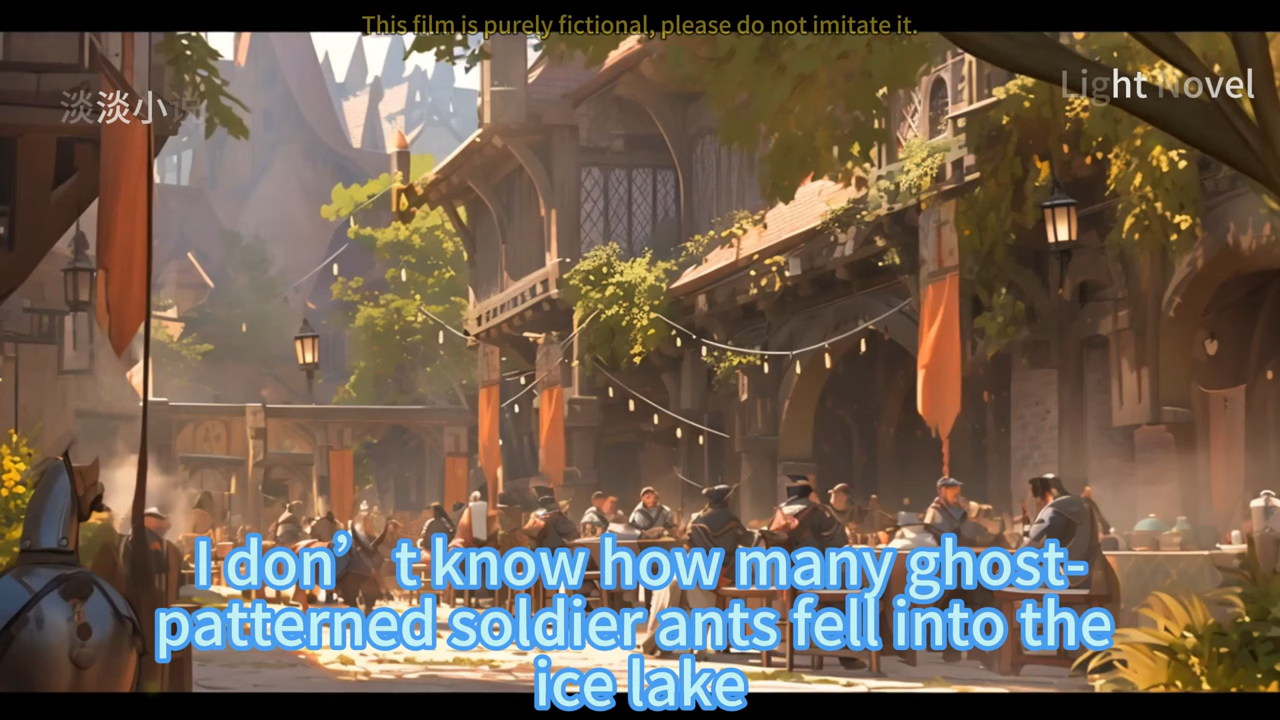 This film is purely fictional, please do not imitate it.
淡淡小说
Light Novel
I don’t know how many ghost-
patterned soldier ants fell into the
ice lake